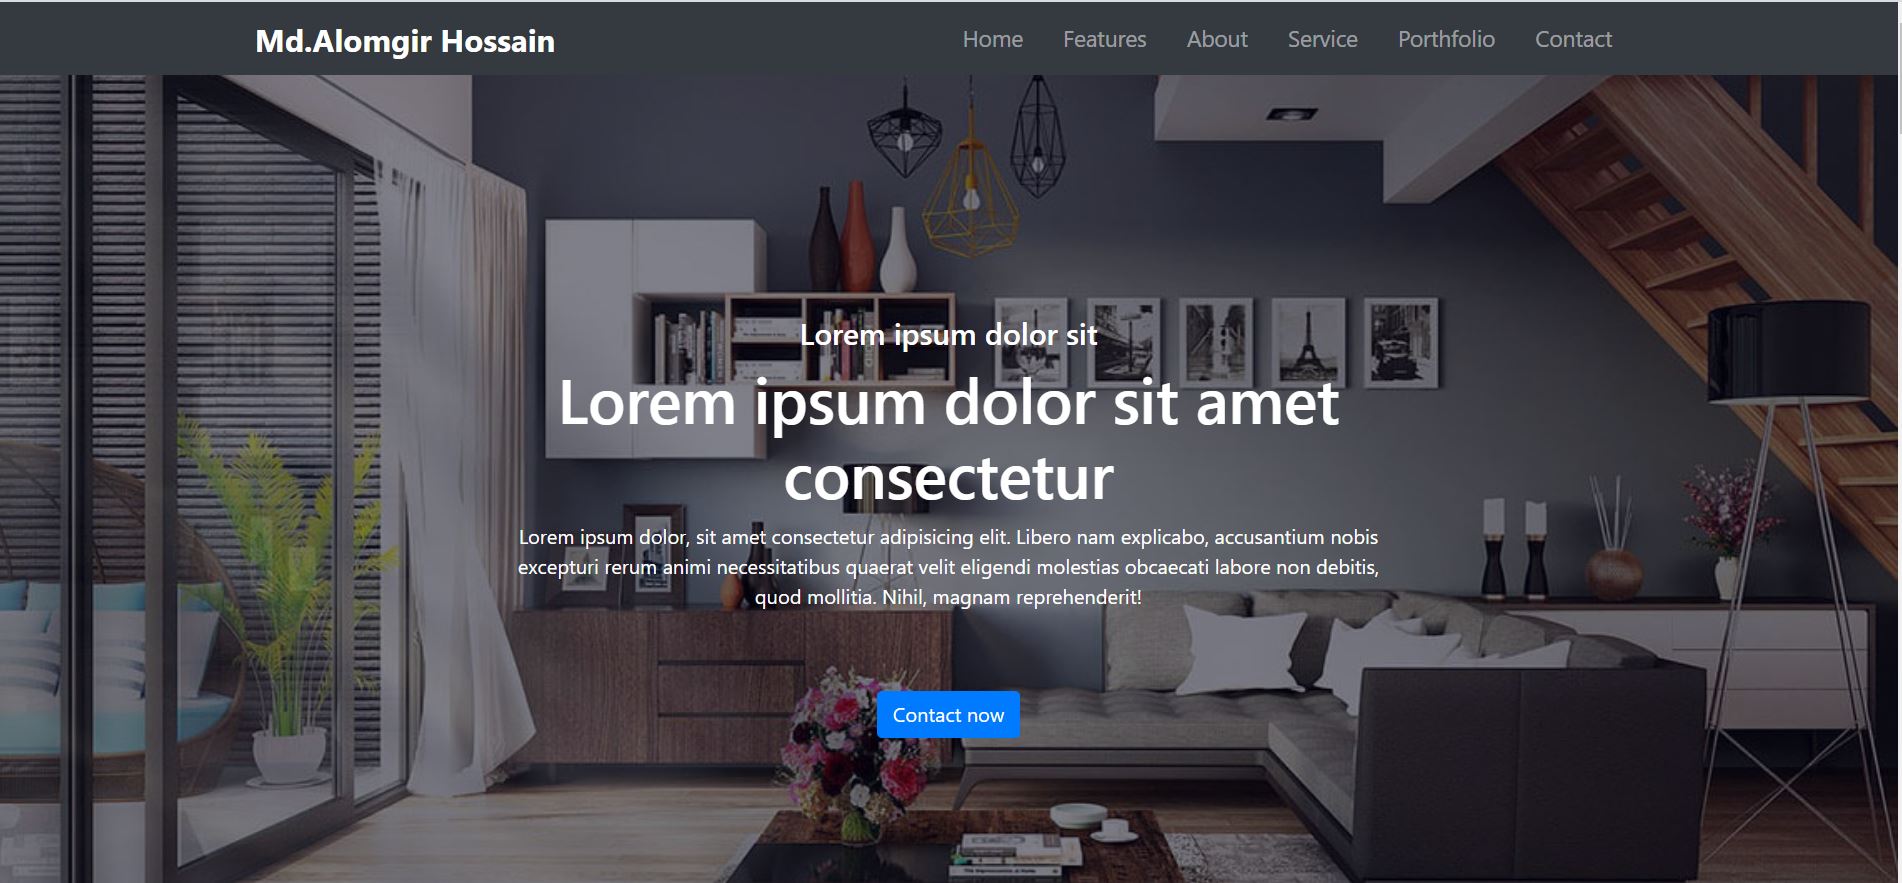 Md.Alomgir Hossain
Home Features About Service Porthfolio Contact
Lorem ipsum dolor sit
Lorem ipsum dolor sit amet
consectetur
Lorem ipsum dolor, sit amet consectetur adipisicing elit. Libero nam explicabo, accusantium nobis
excepturi rerum animi necessitatibus quaerat velit eligendi molestias obcaecati labore non debitis,
quod mollitia. Nihil, magnam reprehenderit!
Contact now